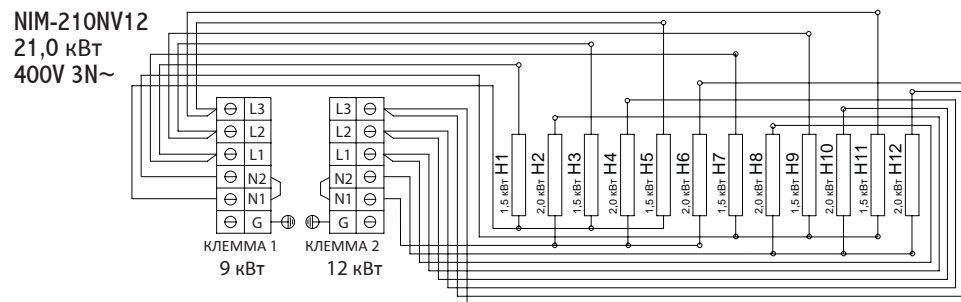 NIM-210NV12
21,0 кВт
400V 3N~
L3
L2
L1
N2
N1
G
КЛЕММА 1
9 кВт
L3
L2
L1
N2
N1
G
КЛЕММА 2
12 кВт
1,5 кВт H1
2,0 кВт H2
1,5 кВт H3
2,0 кВт H4
1,5 кВт H5
2,0 кВт H6
1,5 кВт H7
2,0 кВт H8
1,5 кВт H9
2,0 кВт H10
1,5 кВт H11
2,0 кВт H12